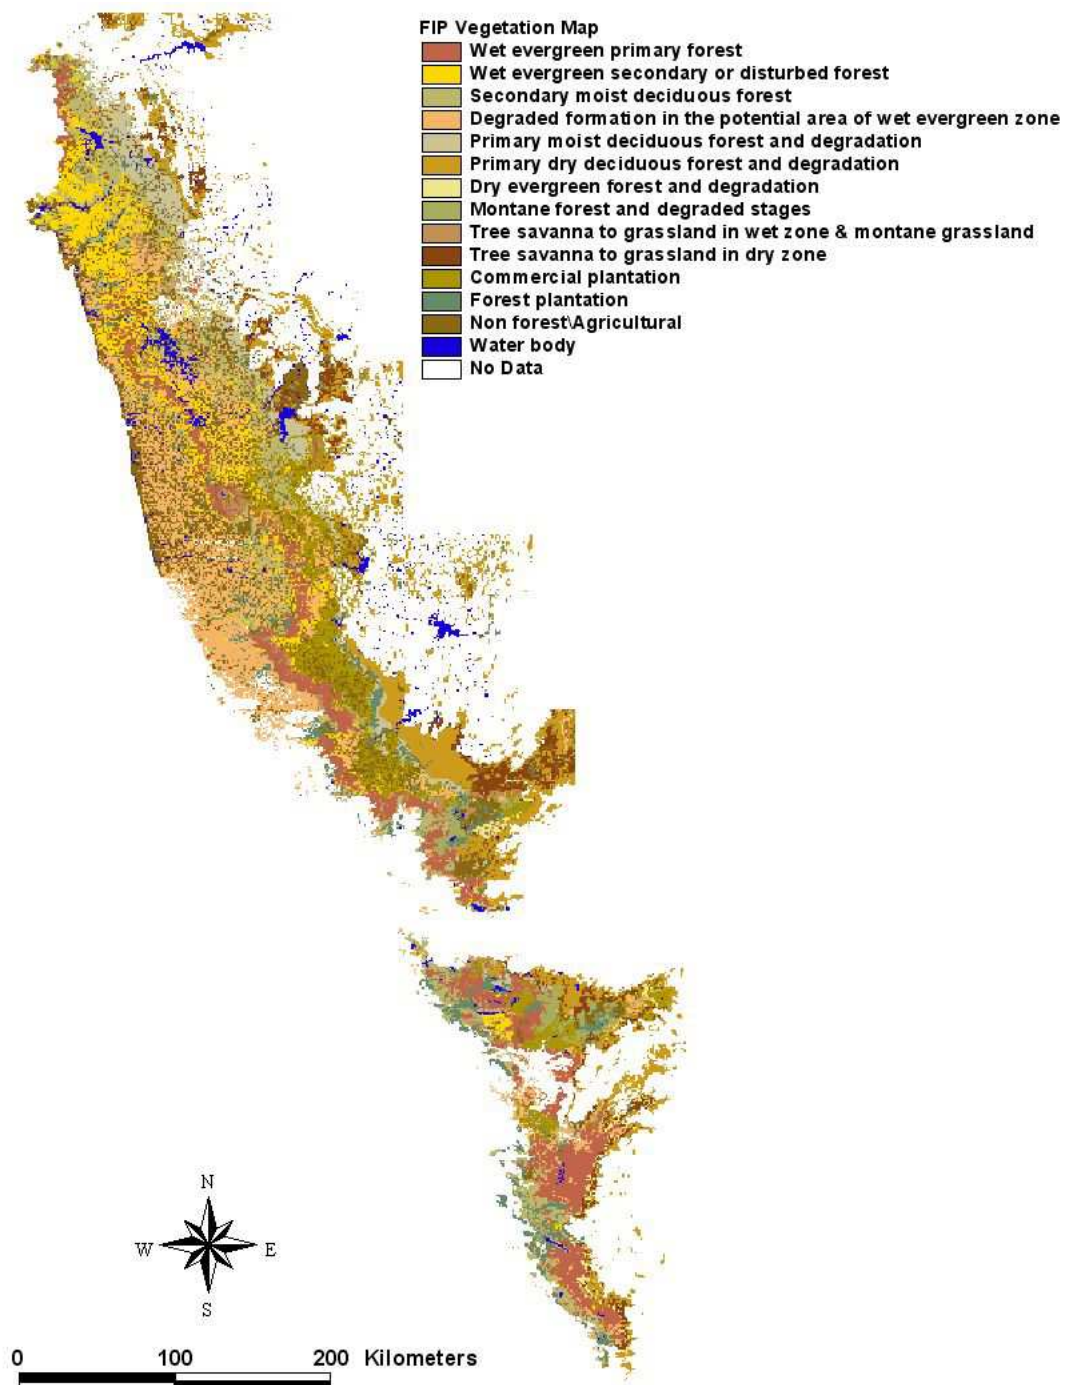 FIP Vegetation Map
Wet evergreen primary forest
Wet evergreen secondary or disturbed forest
Secondary moist deciduous forest
Degraded formation in the potential area of wet evergreen zone
Primary moist deciduous forest and degradation
Primary dry deciduous forest and degradation
Dry evergreen forest and degradation
Montane forest and degraded stages
Tree savanna to grassland in wet zone & montane grassland
Tree savanna to grassland in dry zone
Commercial plantation
Forest plantation
Non forest\Agricultural
Water body
No Data
N
W E
S
0 100 200 Kilometers